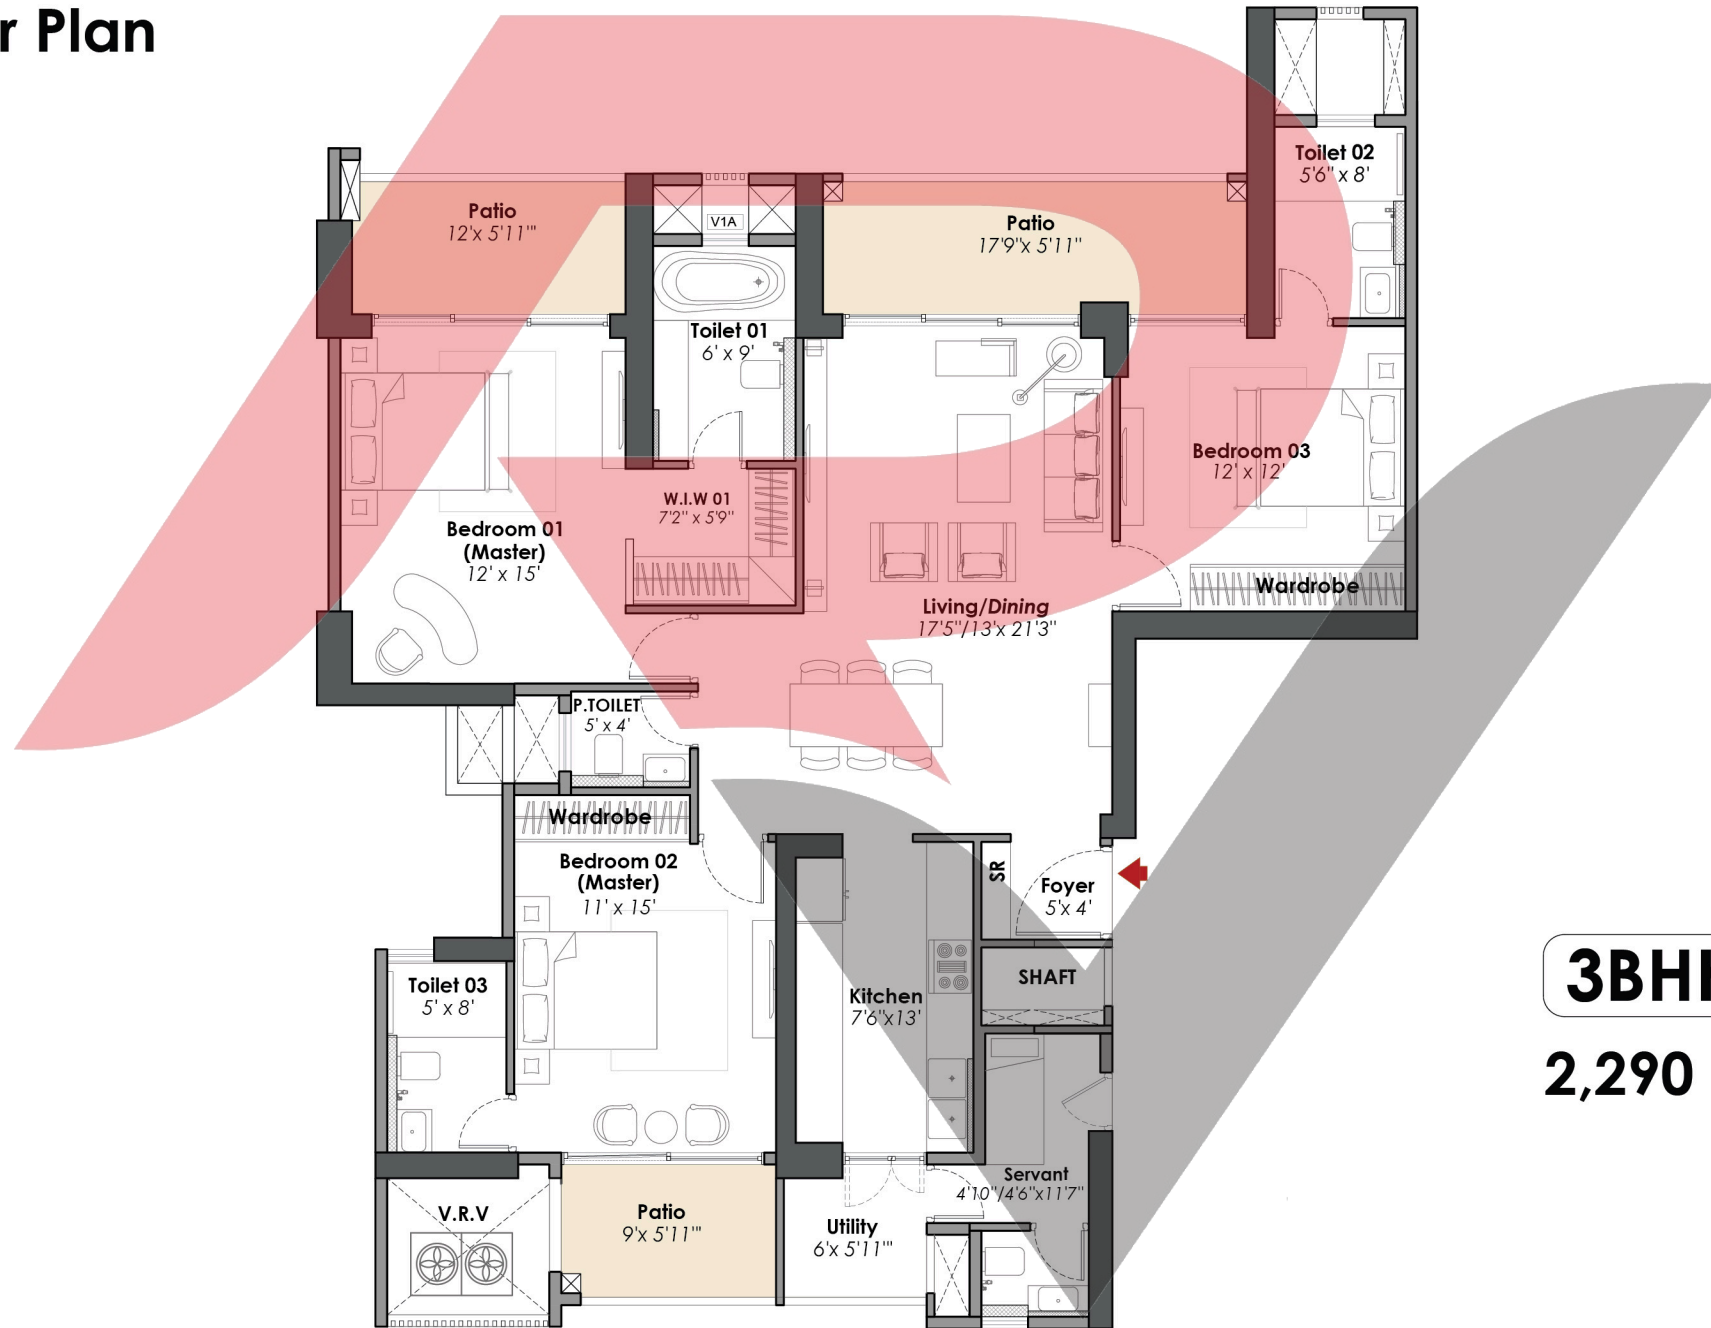 r Plan
Toilet 02
5'6" x 8'
Patio
12'x 5'11'"
V1A
Patio
17'9"x 5'11"
Toilet 01
6' x 9'
Bedroom 03
12' x 12'
W.I.W 01
7'2" x 5'9"
Bedroom 01
(Master)
12' x 15'
Wardrobe
Living/Dining
17'5"/13'x 21'3"
P.TOILET
5' x 4'
Wardrobe
Bedroom 02
(Master)
11' x 15'
SR
Foyer
5'x 4'
3BH
SHAFT
Toilet 03
5' x 8'
Kitchen
7'6"x13'
2,290
Servant
4'10"/4'6"x11'7"
V.R.V
Patio
9'x 5'11'"
Utility
6'x 5'11'"